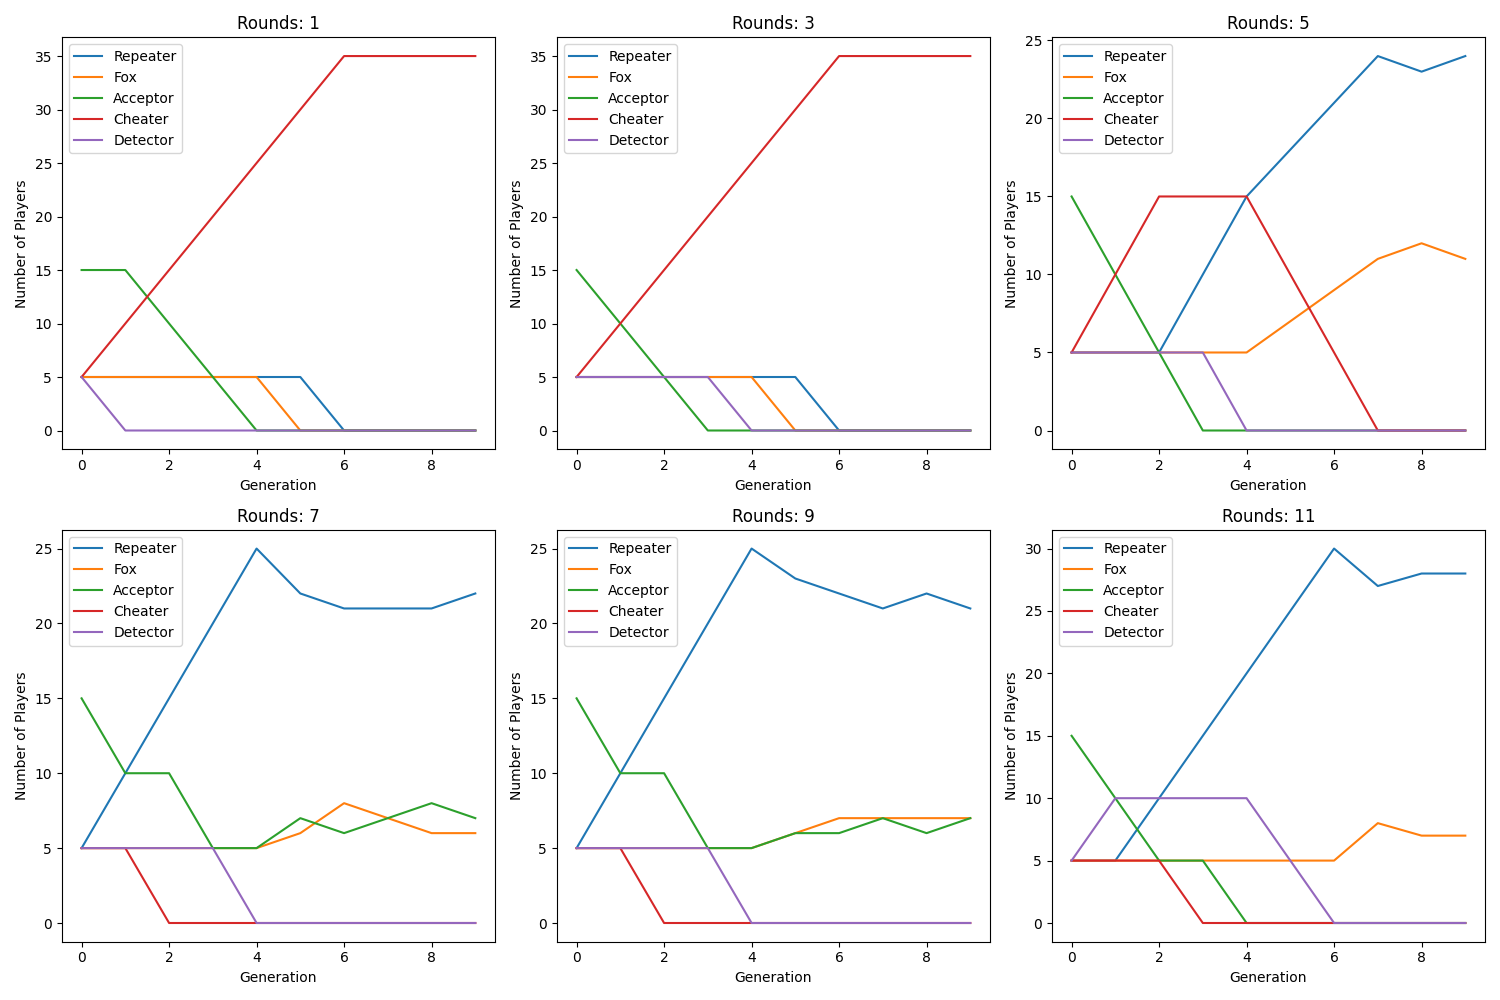 Rounds: 1
Number of Players
35
30
25
20
15
10
5
0
Repeater
Fox
Acceptor
Cheater
Detector
0 2 4 6 8
Generation
Rounds: 3
Number of Players
35
30
25
20
15
10
5
0
Repeater
Fox
Acceptor
Cheater
Detector
0 2 4 6 8
Generation
Rounds: 5
Number of Players
25
20
15
10
5
0
Repeater
Fox
Acceptor
Cheater
Detector
0 2 4 6 8
Generation
Rounds: 7
Number of Players
25
20
15
10
5
0
Repeater
Fox
Acceptor
Cheater
Detector
0 2 4 6 8
Generation
Rounds: 9
Number of Players
25
20
15
10
5
0
Repeater
Fox
Acceptor
Cheater
Detector
0 2 4 6 8
Generation
Rounds: 11
Number of Players
30
25
20
15
10
5
0
Repeater
Fox
Acceptor
Cheater
Detector
0 2 4 6 8
Generation